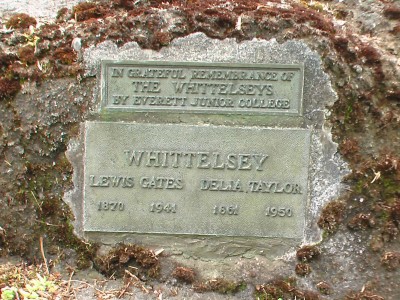 IN GRATEFUL REMEMBRANCE OF
THE WHITTELSEYS
BY EVERETT JUNIOR COLLEGE
WHITTELSEY
LEWIS GATES DELIA TAYLOR
1870 1941 1861 1950